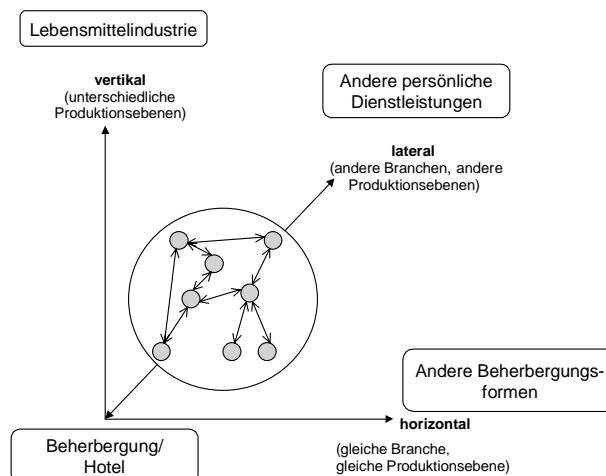 Lebensmittelindustrie
vertikal
(unterschiedliche
Produktionsebenen)
Andere persönliche
Dienstleistungen
lateral
(andere Branchen, andere
Produktionsebenen)
Andere Beherbergungs-
formen
horizontal
(gleiche Branche,
gleiche Produktionsebene)
Beherbergung/
Hotel